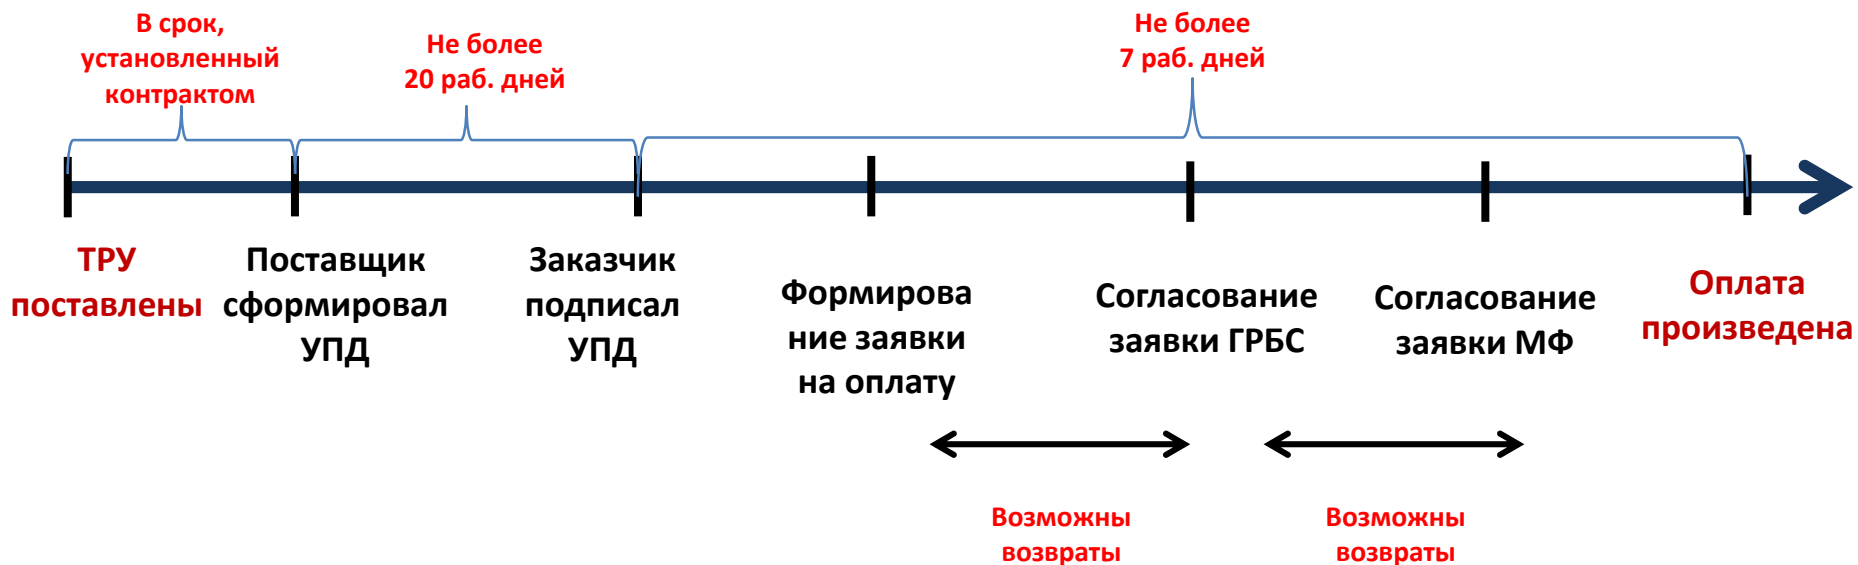 В срок,
установленный
контрактом
Не более
20 раб. дней
Не более
7 раб. дней
ТРУ
поставлены
Поставщик
сформировал
УПД
Заказчик
подписал
УПД
Формирова
ние заявки
на оплату
Согласование
заявки ГРБС
Согласование
заявки МФ
Оплата
произведена
Возможны
возвраты
Возможны
возвраты